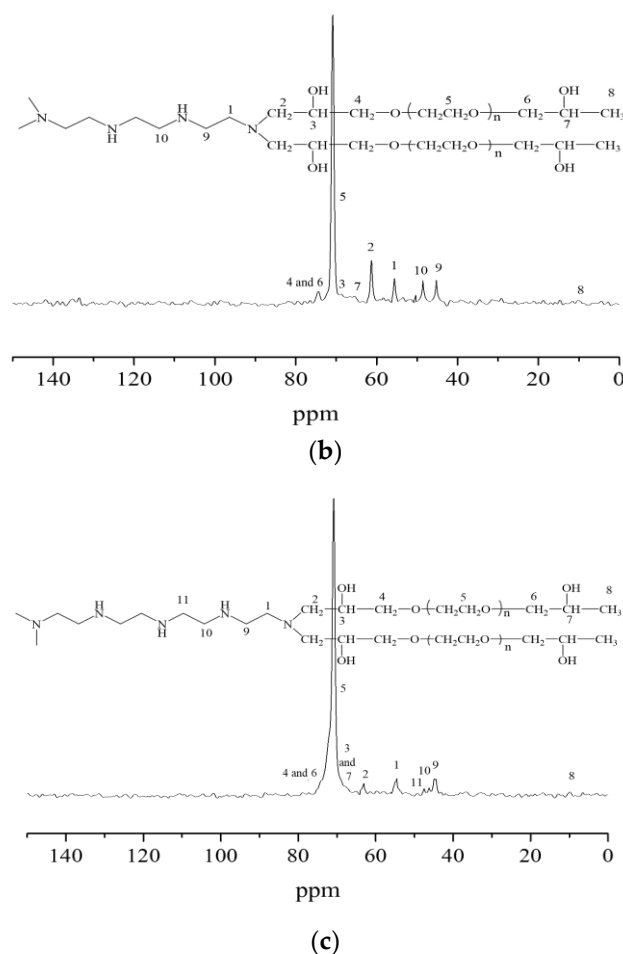 2 OH 4 5 6 OH 8
H 1 CH₂—CH—CH₂—O—(CH₂CH₂O)n—CH₂—CH—CH₃
N N 3 7
N N N
H 10 9 CH₂—CH—CH₂—O—(CH₂CH₂O)n—CH₂—CH—CH₃
OH OH
5
2
4 and 6 3 7 1 10 9 8
140 120 100 80 60 40 20 0
ppm
(b)
2 OH 4 5 6 OH 8
H 11 H 1 CH₂—CH—CH₂—O—(CH₂CH₂O)n—CH₂—CH—CH₃
N N 3 7
N N N
H 10 9 CH₂—CH—CH₂—O—(CH₂CH₂O)n—CH₂—CH—CH₃
OH OH
5
3
and
4 and 6 7 2 1 11 10 9 8
140 120 100 80 60 40 20 0
ppm
(c)